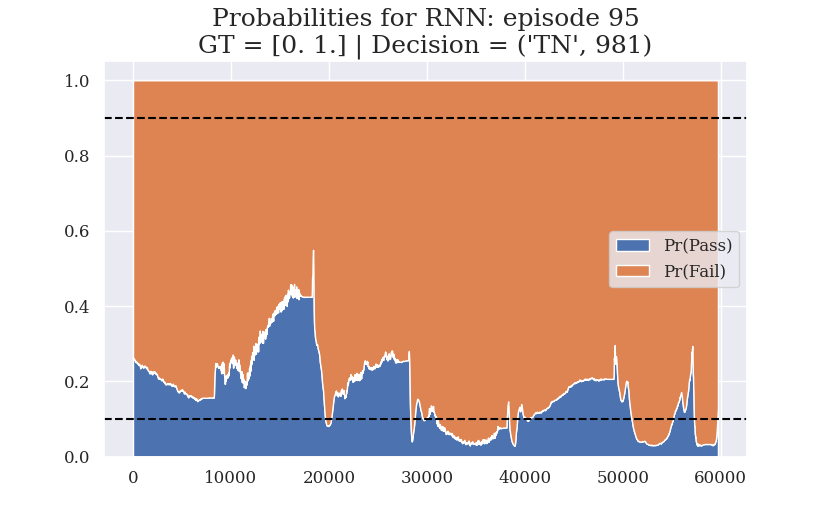 Probabilities for RNN: episode 95
GT = [0. 1.] | Decision = ('TN', 981)
1.0
0.8
0.6
0.4
0.2
0.0
Pr(Pass)
Pr(Fail)
0 10000 20000 30000 40000 50000 60000